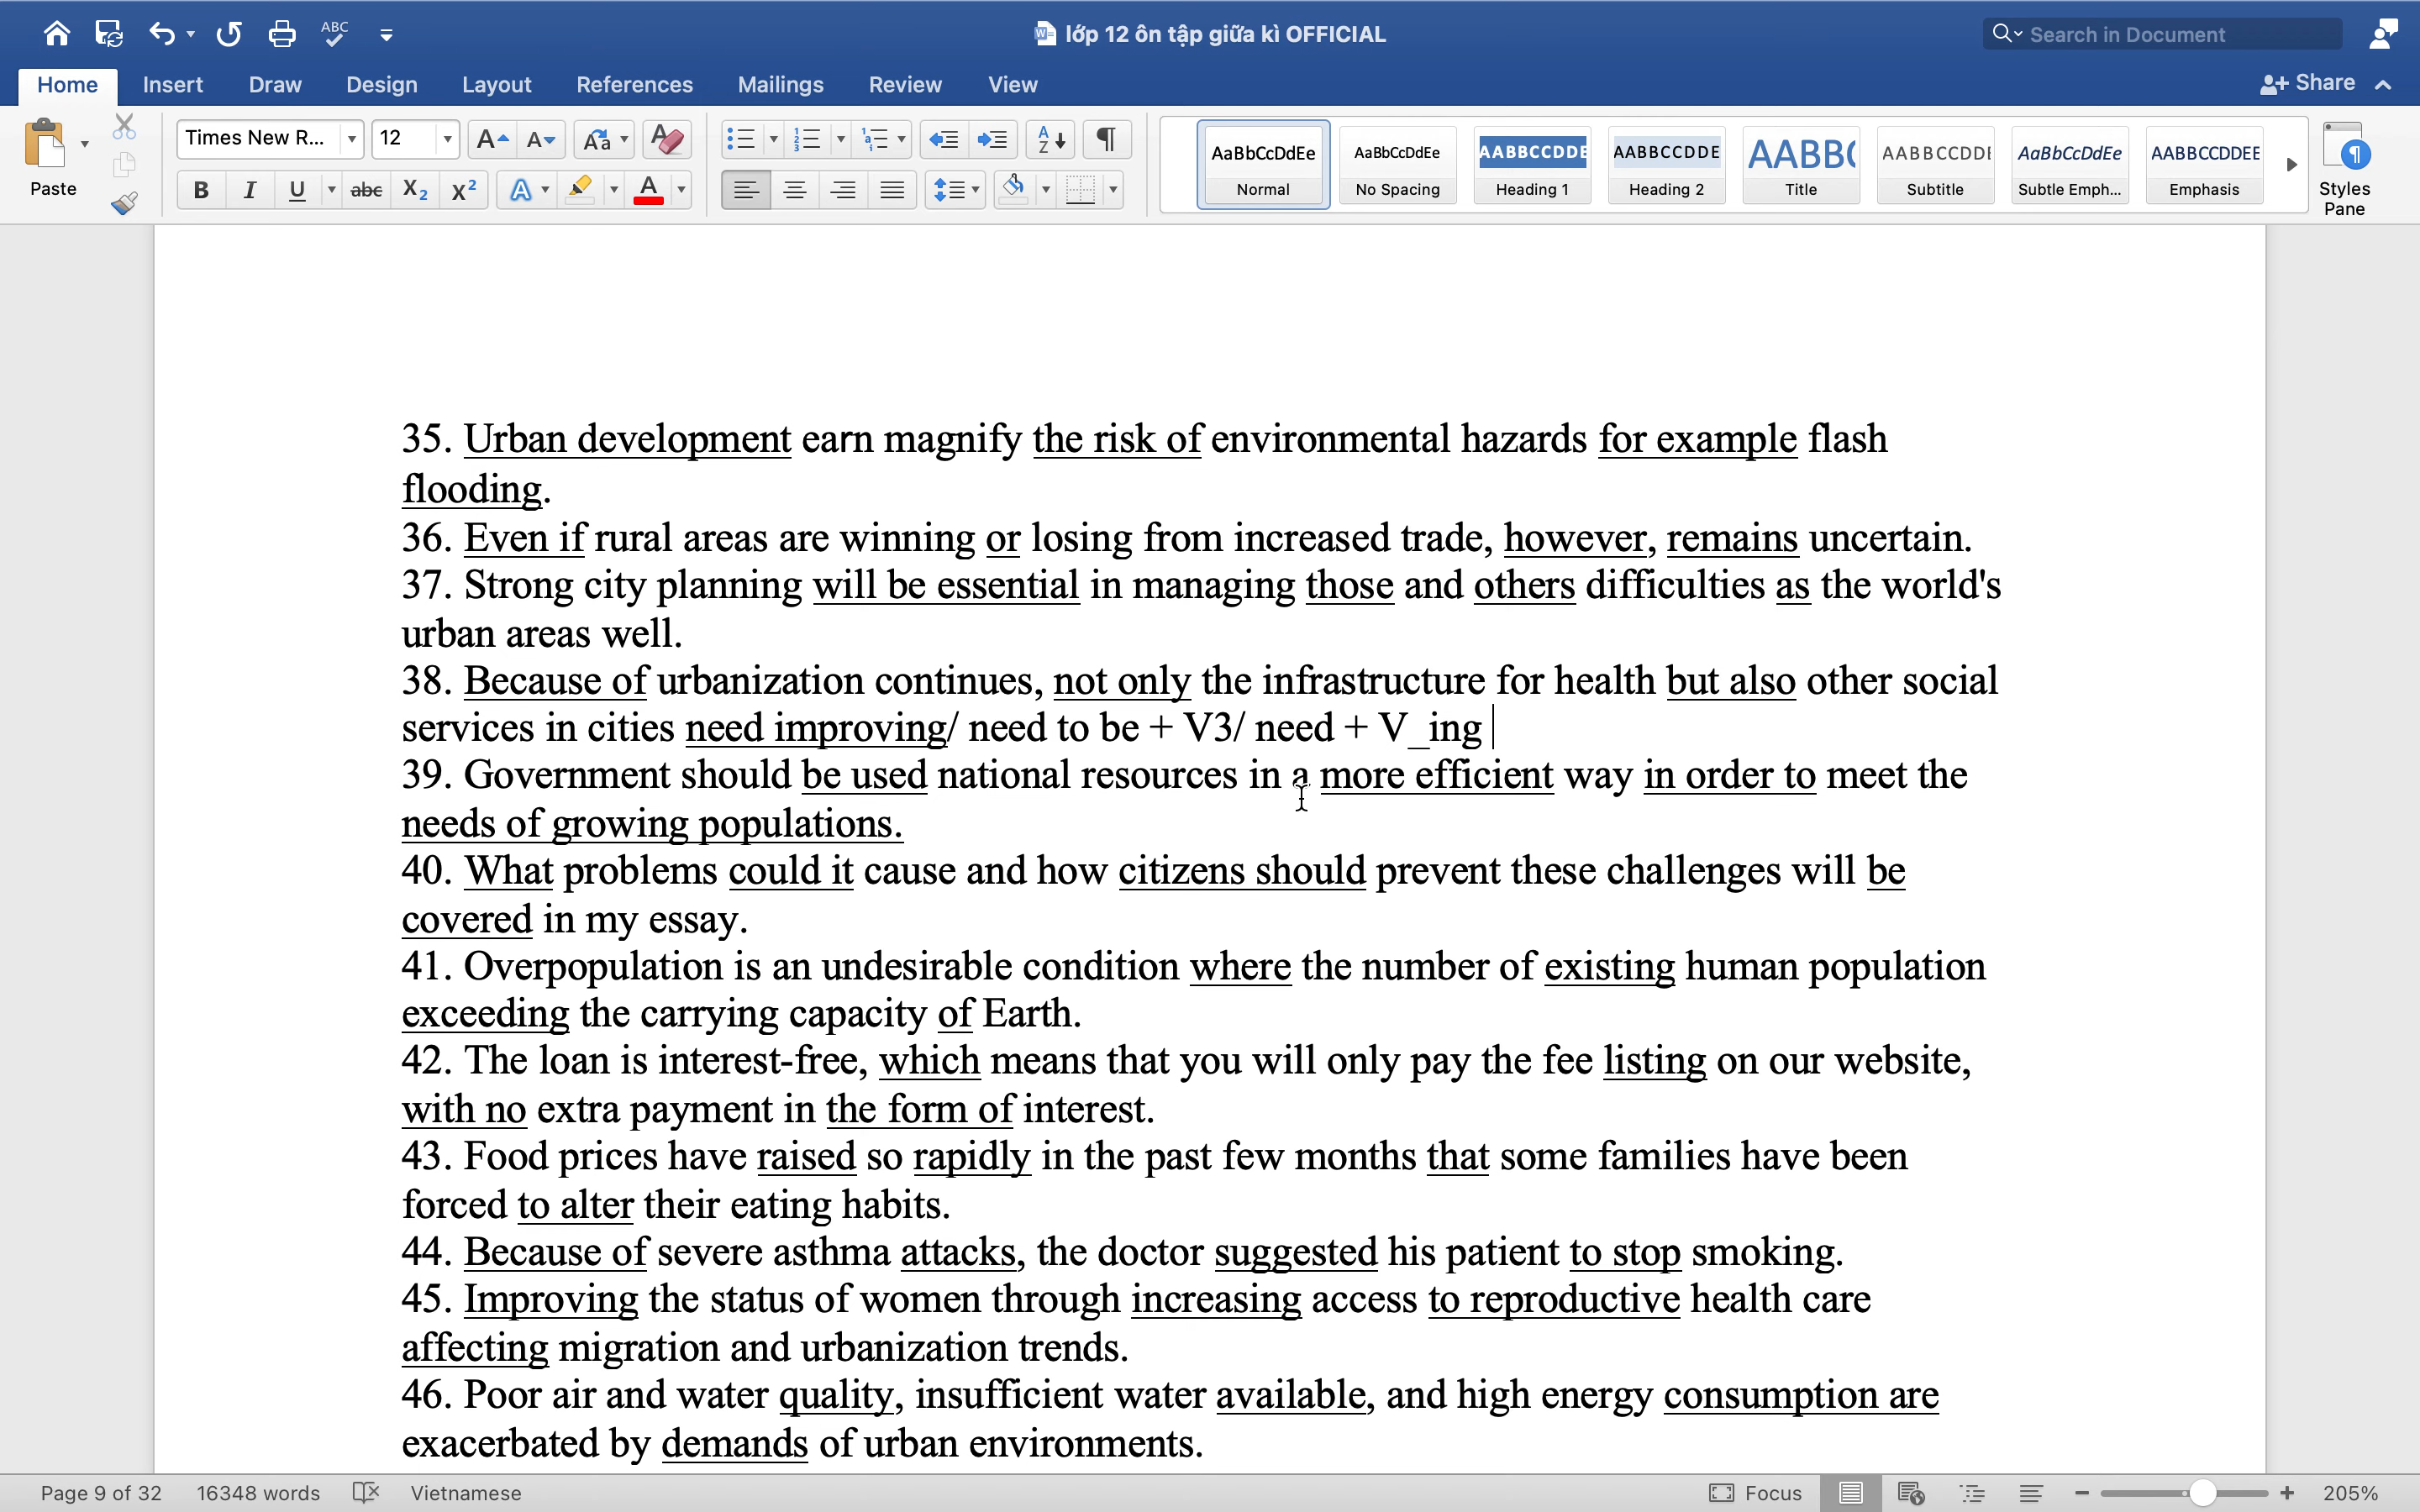 ABC
lớp 12 ôn tập giữa kì OFFICIAL
Search in Document
Home Insert Draw Design Layout References Mailings Review View
Share
Paste
Times New R... 12
Normal No Spacing Heading 1 Heading 2 Title Subtitle Subtle Emph... Emphasis
Styles Pane
35. Urban development earn magnify the risk of environmental hazards for example flash
flooding.
36. Even if rural areas are winning or losing from increased trade, however, remains uncertain.
37. Strong city planning will be essential in managing those and others difficulties as the world's
urban areas well.
38. Because of urbanization continues, not only the infrastructure for health but also other social
services in cities need improving/ need to be + V3/ need + V_ing
39. Government should be used national resources in a more efficient way in order to meet the
needs of growing populations.
40. What problems could it cause and how citizens should prevent these challenges will be
covered in my essay.
41. Overpopulation is an undesirable condition where the number of existing human population
exceeding the carrying capacity of Earth.
42. The loan is interest-free, which means that you will only pay the fee listing on our website,
with no extra payment in the form of interest.
43. Food prices have raised so rapidly in the past few months that some families have been
forced to alter their eating habits.
44. Because of severe asthma attacks, the doctor suggested his patient to stop smoking.
45. Improving the status of women through increasing access to reproductive health care
affecting migration and urbanization trends.
46. Poor air and water quality, insufficient water available, and high energy consumption are
exacerbated by demands of urban environments.
Page 9 of 32 16348 words Vietnamese Focus 205%